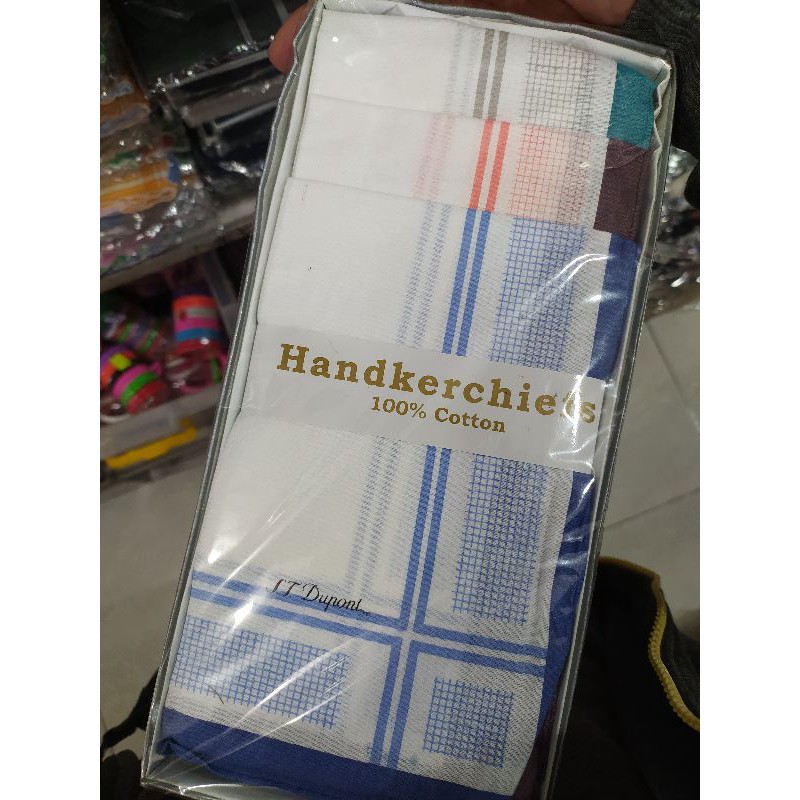 Handkerchiefs
100% Cotton
S.T. Dupont